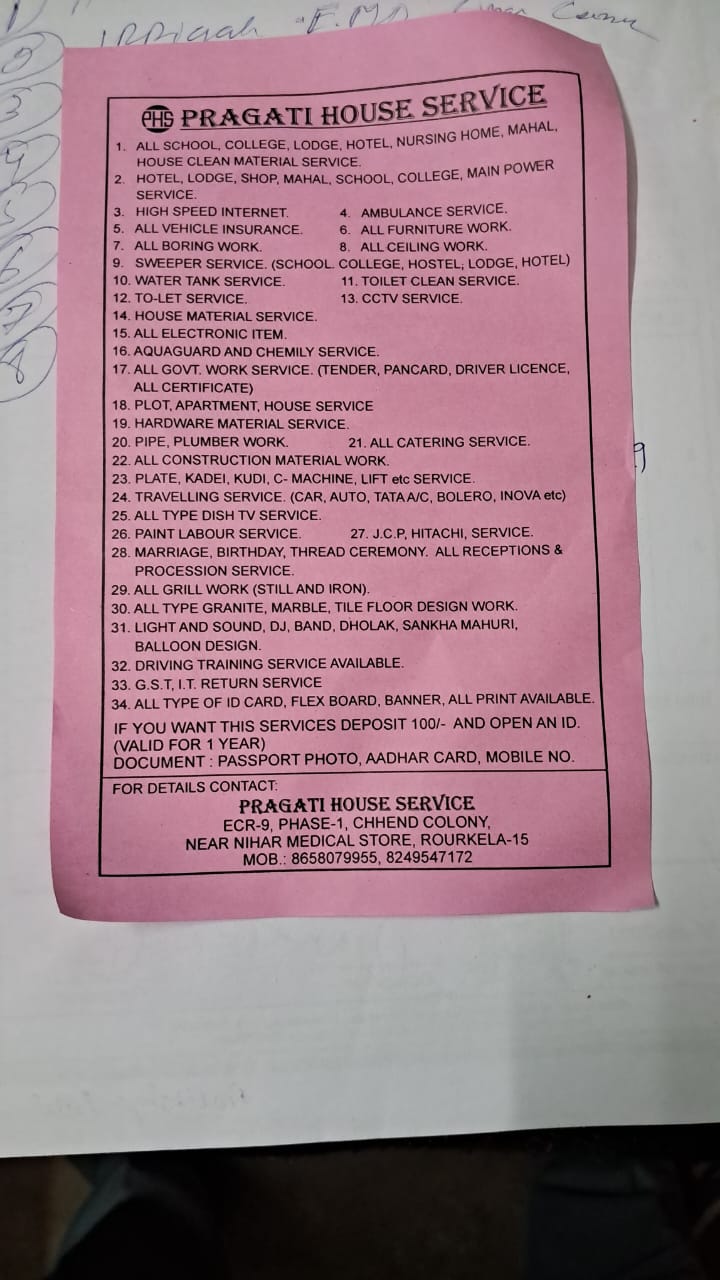 IRRigah
PHS PRAGATI HOUSE SERVICE
1. ALL SCHOOL, COLLEGE, LODGE, HOTEL, NURSING HOME, MAHAL,
HOUSE CLEAN MATERIAL SERVICE.
2. HOTEL, LODGE, SHOP, MAHAL, SCHOOL, COLLEGE, MAIN POWER
SERVICE.
3. HIGH SPEED INTERNET. 4. AMBULANCE SERVICE.
5. ALL VEHICLE INSURANCE. 6. ALL FURNITURE WORK.
7. ALL BORING WORK. 8. ALL CEILING WORK.
9. SWEEPER SERVICE. (SCHOOL. COLLEGE, HOSTEL, LODGE, HOTEL)
10. WATER TANK SERVICE. 11. TOILET CLEAN SERVICE.
12. TO-LET SERVICE. 13. CCTV SERVICE.
14. HOUSE MATERIAL SERVICE.
15. ALL ELECTRONIC ITEM.
16. AQUAGUARD AND CHEMILY SERVICE.
17. ALL GOVT. WORK SERVICE. (TENDER, PANCARD, DRIVER LICENCE,
ALL CERTIFICATE)
18. PLOT, APARTMENT, HOUSE SERVICE
19. HARDWARE MATERIAL SERVICE.
20. PIPE, PLUMBER WORK. 21. ALL CATERING SERVICE.
22. ALL CONSTRUCTION MATERIAL WORK.
23. PLATE, KADEI, KUDI, C- MACHINE, LIFT etc SERVICE.
24. TRAVELLING SERVICE. (CAR, AUTO, TATA A/C, BOLERO, INOVA etc)
25. ALL TYPE DISH TV SERVICE.
26. PAINT LABOUR SERVICE. 27. J.C.P, HITACHI, SERVICE.
28. MARRIAGE, BIRTHDAY, THREAD CEREMONY. ALL RECEPTIONS &
PROCESSION SERVICE.
29. ALL GRILL WORK (STILL AND IRON).
30. ALL TYPE GRANITE, MARBLE, TILE FLOOR DESIGN WORK.
31. LIGHT AND SOUND, DJ, BAND, DHOLAK, SANKHA MAHURI,
BALLOON DESIGN.
32. DRIVING TRAINING SERVICE AVAILABLE.
33. G.S.T, I.T. RETURN SERVICE
34. ALL TYPE OF ID CARD, FLEX BOARD, BANNER, ALL PRINT AVAILABLE.
IF YOU WANT THIS SERVICES DEPOSIT 100/- AND OPEN AN ID.
(VALID FOR 1 YEAR)
DOCUMENT : PASSPORT PHOTO, AADHAR CARD, MOBILE NO.
FOR DETAILS CONTACT:
PRAGATI HOUSE SERVICE
ECR-9, PHASE-1, CHHEND COLONY,
NEAR NIHAR MEDICAL STORE, ROURKELA-15
MOB.: 8658079955, 8249547172